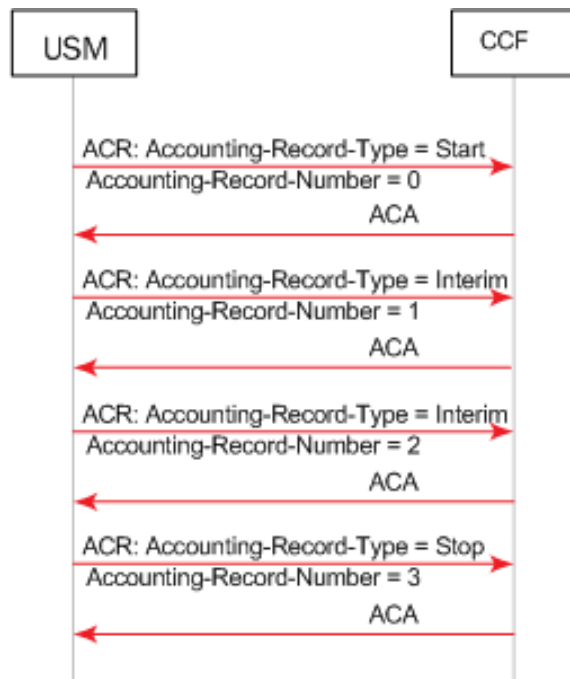 USM
CCF
ACR: Accounting-Record-Type = Start
Accounting-Record-Number = 0
ACA
ACR: Accounting-Record-Type = Interim
Accounting-Record-Number = 1
ACA
ACR: Accounting-Record-Type = Interim
Accounting-Record-Number = 2
ACA
ACR: Accounting-Record-Type = Stop
Accounting-Record-Number = 3
ACA